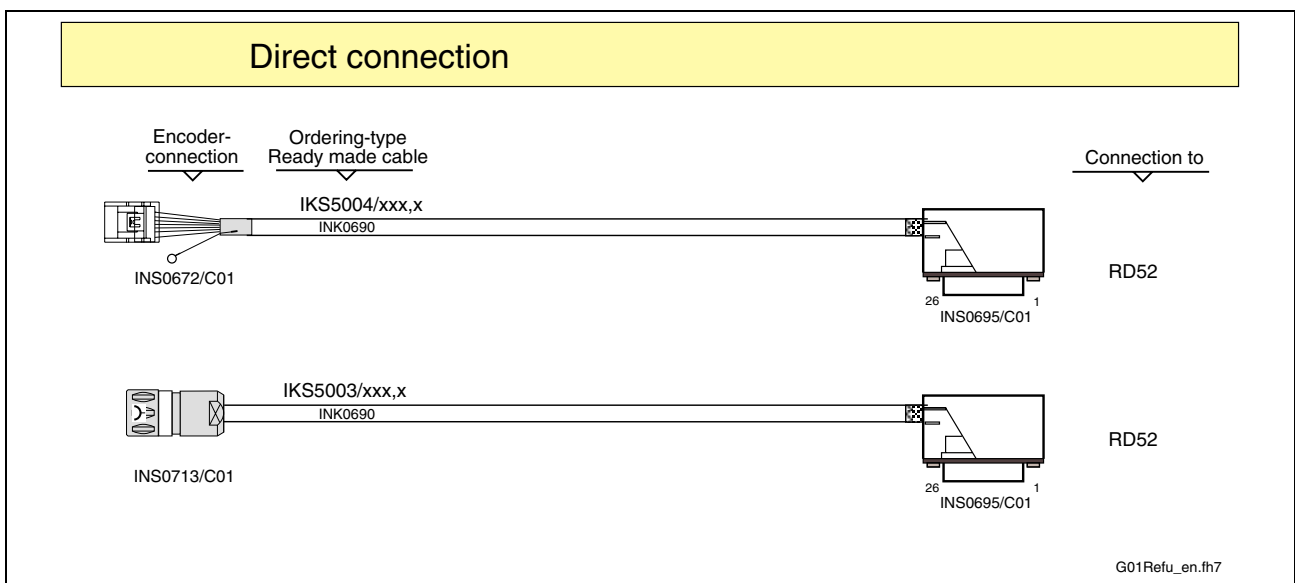 Direct connection
Encoder-
connection
Ordering-type
Ready made cable
Connection to
IKS5004/xxx,x
INK0690
INS0672/C01
RD52
26
1
INS0695/C01
IKS5003/xxx,x
INK0690
INS0713/C01
RD52
26
1
INS0695/C01
G01Refu_en.fh7